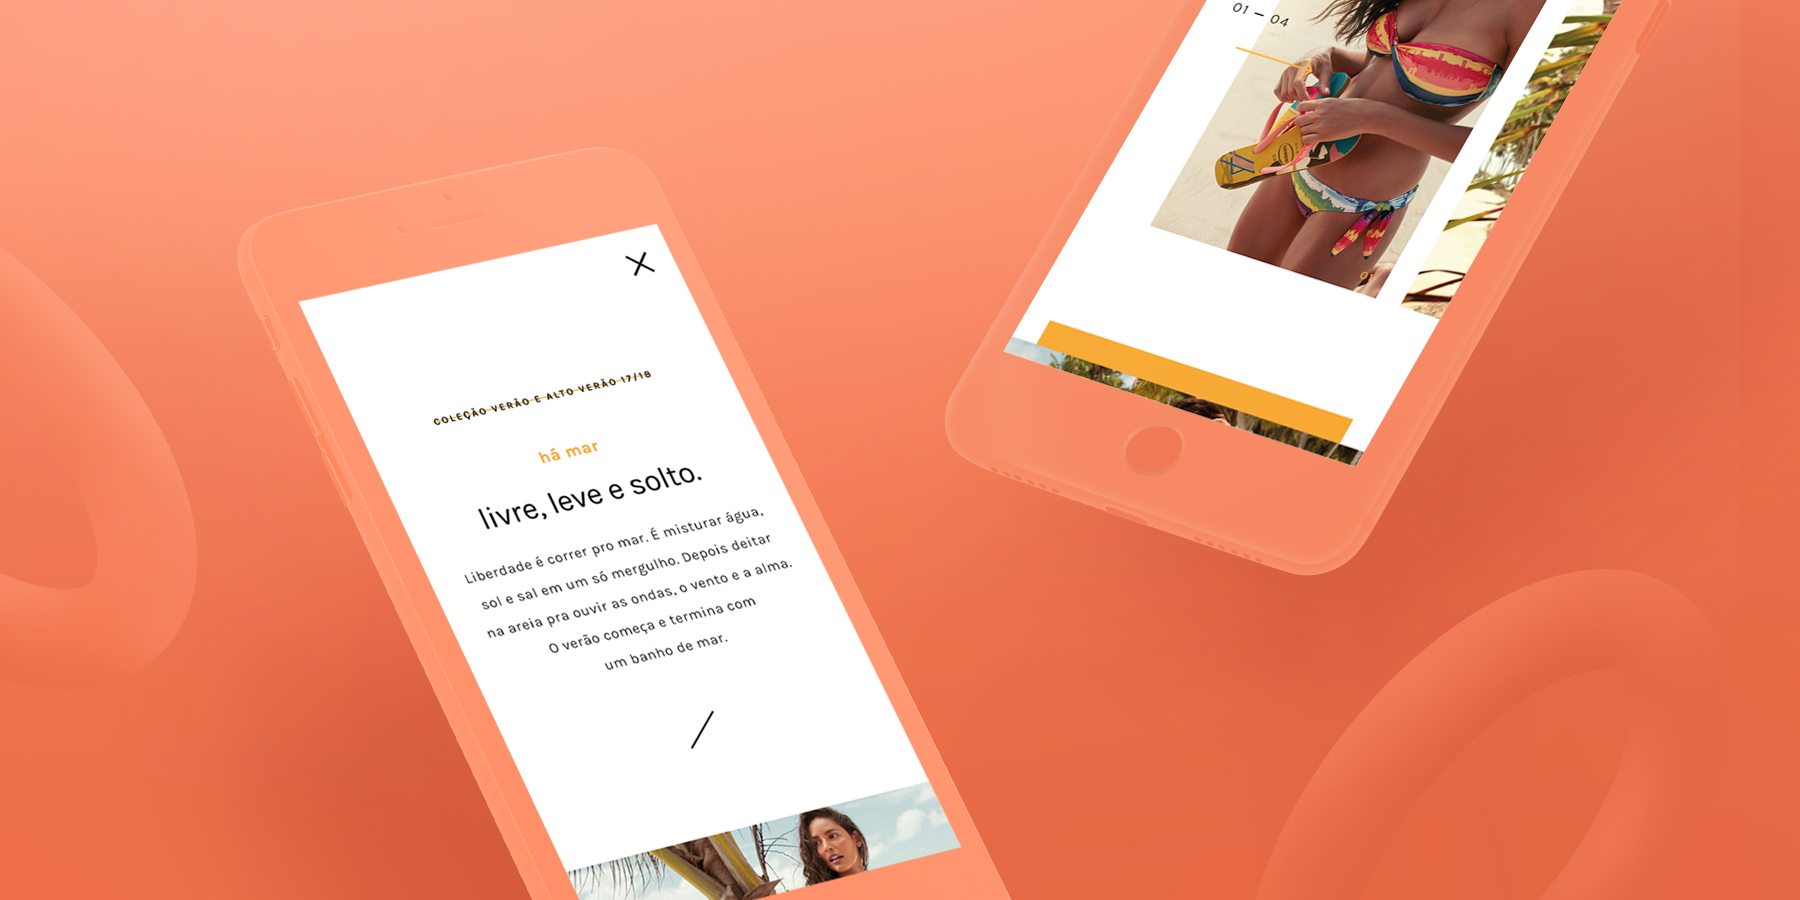 COLEÇÃO VERÃO E ALTO VERÃO 17/18
há mar
livre, leve e solto.
Liberdade é correr pro mar. É misturar água,
sol e sal em um só mergulho. Depois deitar
na areia pra ouvir as ondas, o vento e a alma.
O verão começa e termina com
um banho de mar.
01 — 04